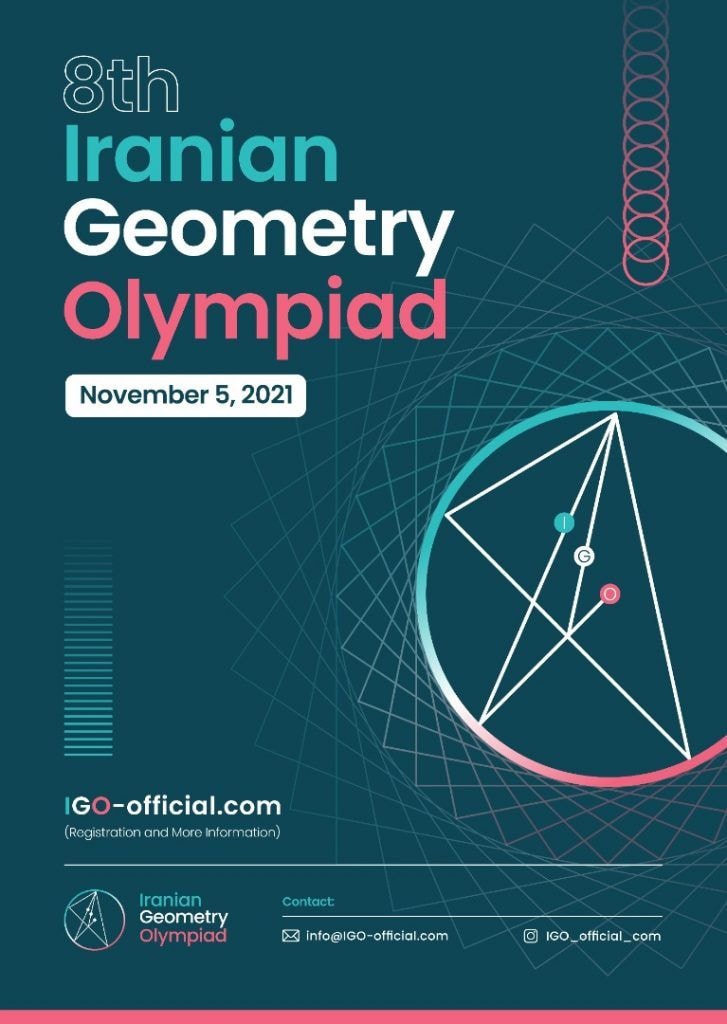 8th
Iranian
Geometry
Olympiad
November 5, 2021
I
G
O
IGO-official.com
(Registration and More Information)
Iranian
Geometry
Olympiad
Contact:
info@IGO-official.com
IGO_official_com